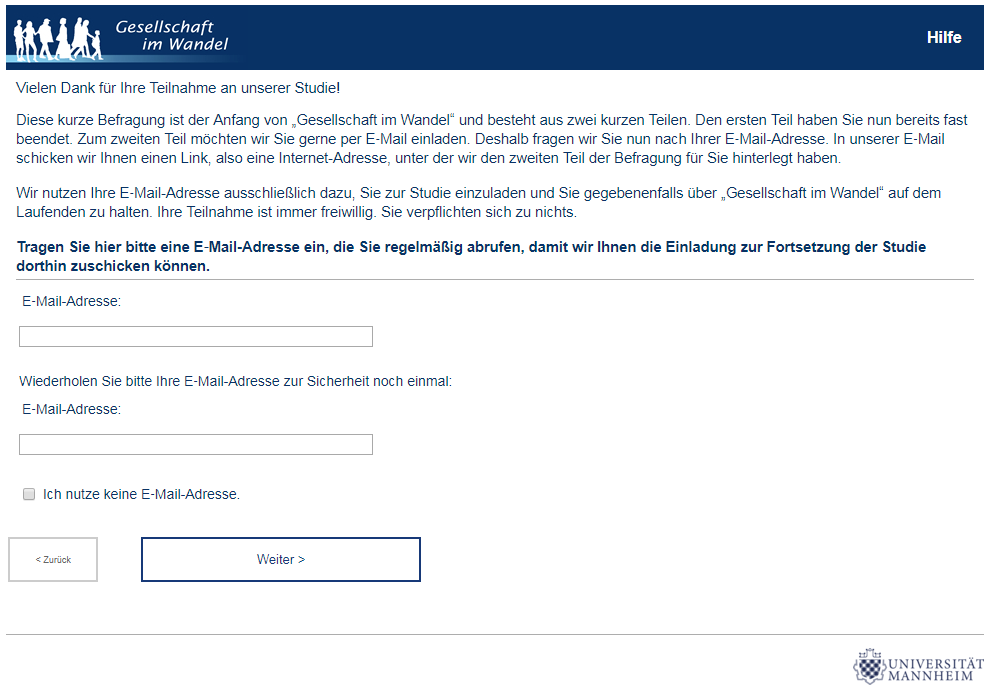 Gesellschaft
im Wandel
Hilfe
Vielen Dank für Ihre Teilnahme an unserer Studie!
Diese kurze Befragung ist der Anfang von „Gesellschaft im Wandel“ und besteht aus zwei kurzen Teilen. Den ersten Teil haben Sie nun bereits fast
beendet. Zum zweiten Teil möchten wir Sie gerne per E-Mail einladen. Deshalb fragen wir Sie nun nach Ihrer E-Mail-Adresse. In unserer E-Mail
schicken wir Ihnen einen Link, also eine Internet-Adresse, unter der wir den zweiten Teil der Befragung für Sie hinterlegt haben.
Wir nutzen Ihre E-Mail-Adresse ausschließlich dazu, Sie zur Studie einzuladen und Sie gegebenenfalls über „Gesellschaft im Wandel“ auf dem
Laufenden zu halten. Ihre Teilnahme ist immer freiwillig. Sie verpflichten sich zu nichts.
Tragen Sie hier bitte eine E-Mail-Adresse ein, die Sie regelmäßig abrufen, damit wir Ihnen die Einladung zur Fortsetzung der Studie
dorthin zuschicken können.
E-Mail-Adresse:
Wiederholen Sie bitte Ihre E-Mail-Adresse zur Sicherheit noch einmal:
E-Mail-Adresse:
Ich nutze keine E-Mail-Adresse.
< Zurück
Weiter >
UNIVERSITÄT
MANNHEIM